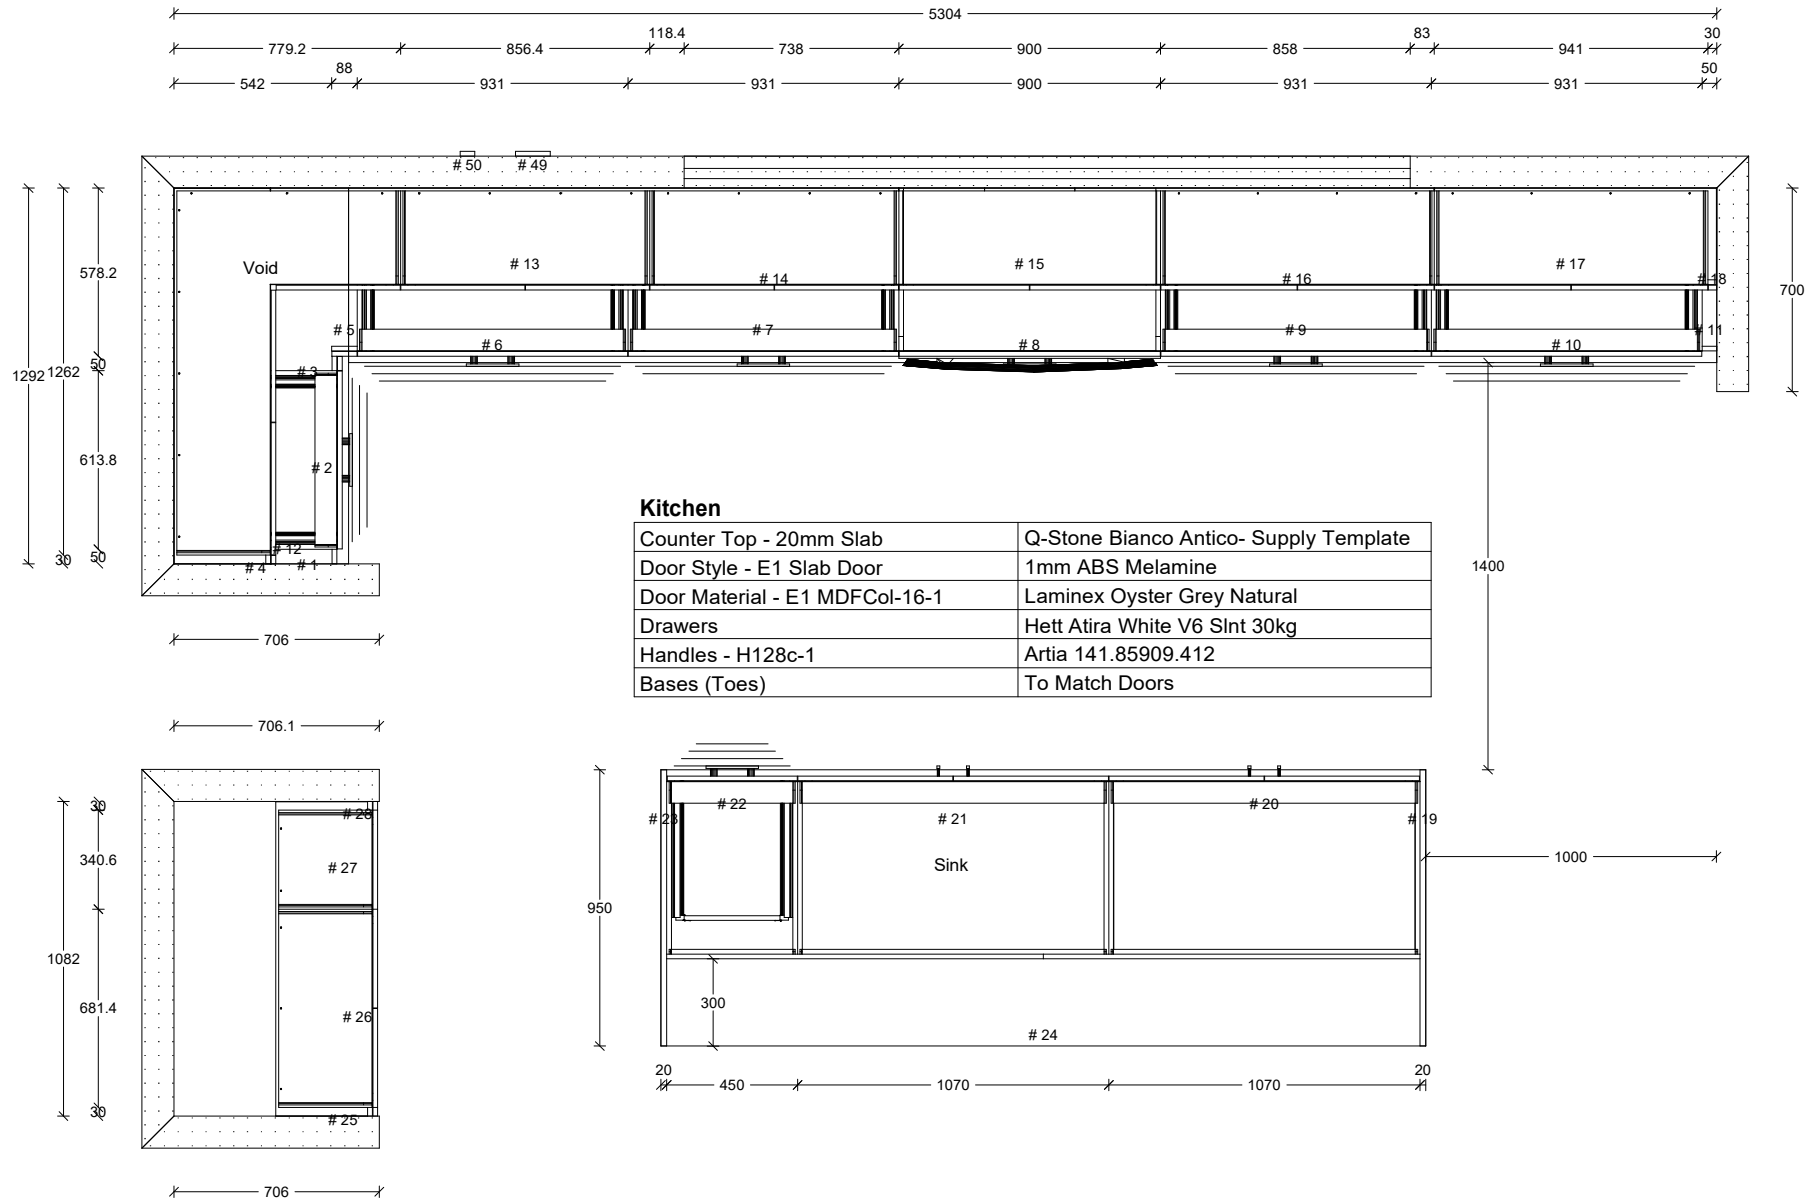 5304
118.4 83 30
779.2 856.4 738 900 858 941
88 50
542 931 931 900 931 931
# 50 # 49
Void
# 13 # 14 # 15 # 16 # 17 # 18
578.2
700
# 5 # 6 # 7 # 8 # 9 # 10 # 11
1292 1262 50
# 3
613.8
# 2
30 50
# 12
# 4 # 1
706
1400
Kitchen
Counter Top - 20mm Slab Q-Stone Bianco Antico- Supply Template
Door Style - E1 Slab Door 1mm ABS Melamine
Door Material - E1 MDFCol-16-1 Laminex Oyster Grey Natural
Drawers Hett Atira White V6 Slnt 30kg
Handles - H128c-1 Artia 141.85909.412
Bases (Toes) To Match Doors
706.1
30
# 28
340.6
# 27
1082
681.4
# 26
30
# 25
706
# 22 # 20
# 23 # 21 # 19
Sink
1000
950
300
# 24
20 20
450 1070 1070